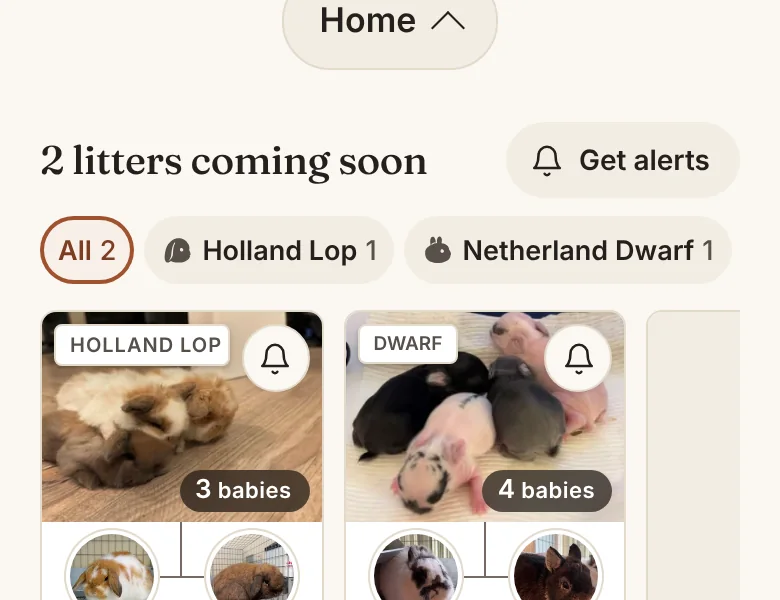 Home
2 litters coming soon
Get alerts
All 2
Holland Lop 1
Netherland Dwarf 1
HOLLAND LOP
DWARF
3 babies
4 babies